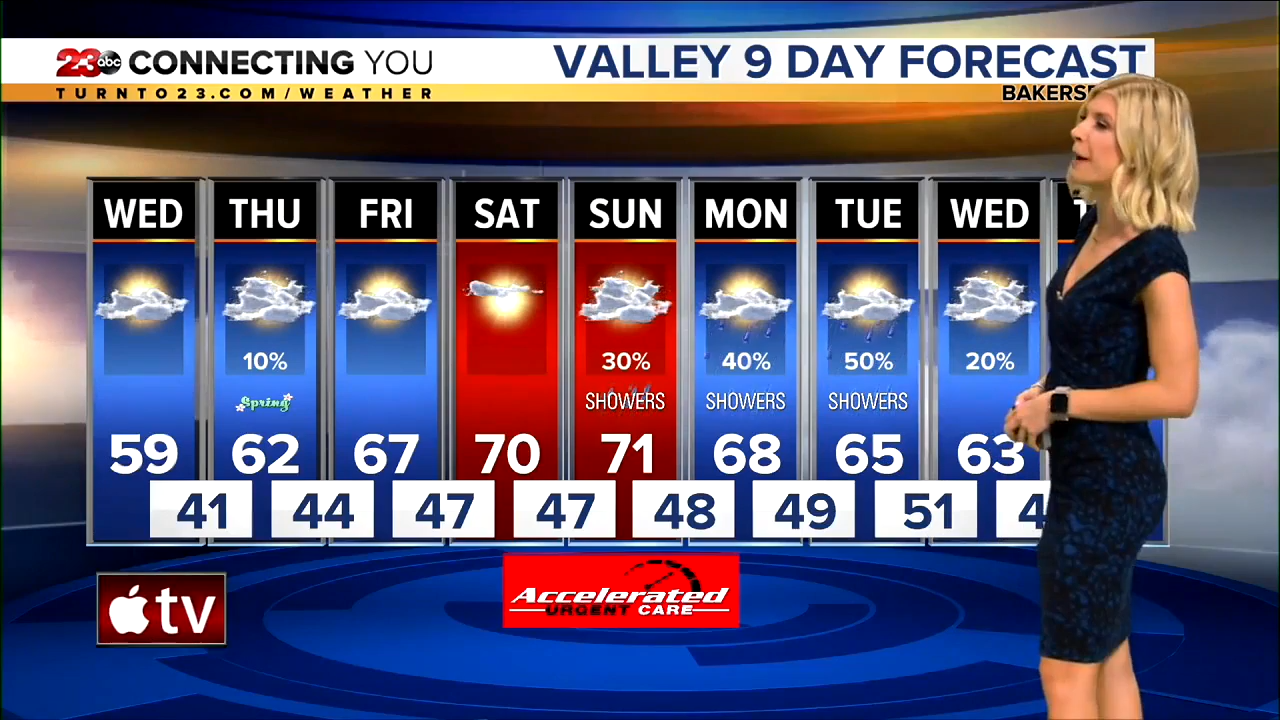 23 abc CONNECTING YOU
VALLEY 9 DAY FORECAST
TURNTO23.COM/WEATHER
WED THU FRI SAT SUN MON TUE WED
10% 30% 40% 50% 20%
Spring SHOWERS SHOWERS SHOWERS
59 62 67 70 71 68 65 63
41 44 47 47 48 49 51
tv
Accelerated
URGENT CARE